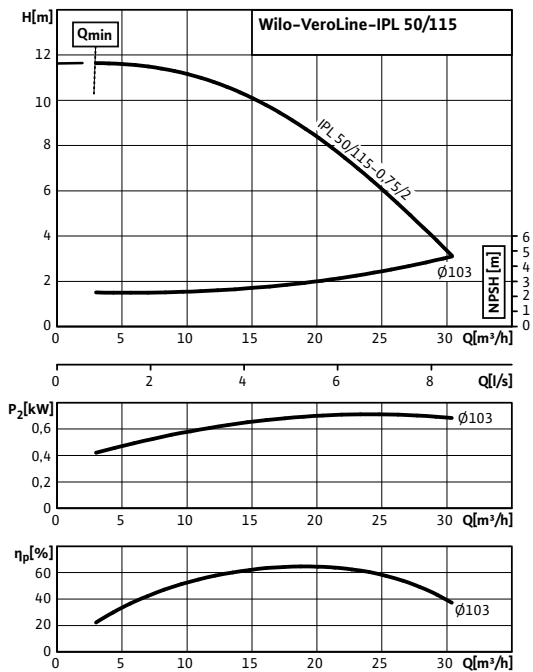 H[m]
Wilo-VeroLine-IPL 50/115
Qmin
12
10
8
6
4
2
0
IPL 50/115-0,75/2
Ø103
6
5
4
3
2
1
0
NPSH [m]
0 5 10 15 20 25 30 Q[m³/h]
0 2 4 6 8 Q[l/s]
P₂[kW]
0,6
0,4
0,2
0
Ø103
0 5 10 15 20 25 30 Q[m³/h]
ηp[%]
60
40
20
0
Ø103
0 5 10 15 20 25 30 Q[m³/h]